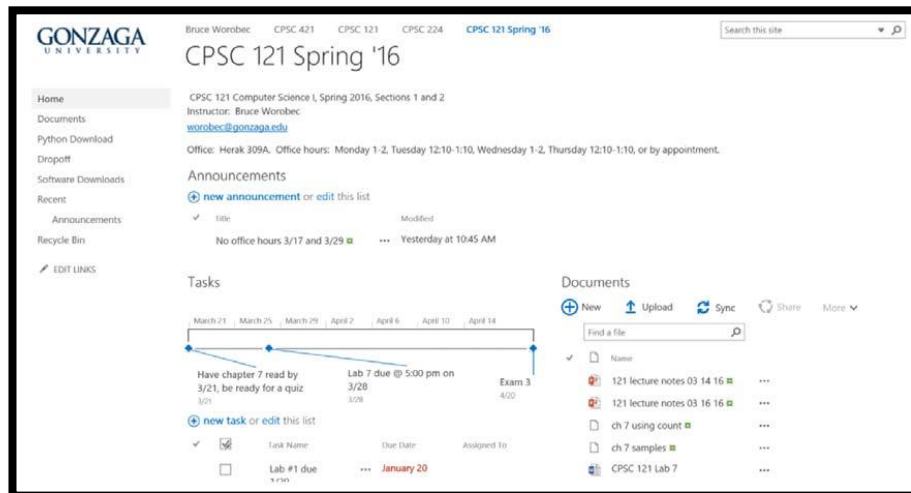 GONZAGA
UNIVERSITY
Bruce Worobec CPSC 421 CPSC 121 CPSC 224 CPSC 121 Spring '16
Search this site
CPSC 121 Spring '16
Home
Documents
Python Download
Dropoff
Software Downloads
Recent
Announcements
Recycle Bin
EDIT LINKS
CPSC 121 Computer Science I, Spring 2016, Sections 1 and 2
Instructor: Bruce Worobec
worobec@gonzaga.edu
Office: Herak 309A. Office hours: Monday 1-2, Tuesday 12:10-1:10, Wednesday 1-2, Thursday 12:10-1:10, or by appointment.
Announcements
new announcement or edit this list
Title Modified
No office hours 3/17 and 3/29 ... Yesterday at 10:45 AM
Tasks
March 21 March 25 March 29 April 2 April 6 April 10 April 14
Have chapter 7 read by
3/21, be ready for a quiz
3/21
Lab 7 due @ 5:00 pm on
3/28
3/28
Exam 3
4/20
new task or edit this list
Task Name Due Date Assigned To
Lab #1 due ... January 20
1/20
Documents
New Upload Sync Share More
Find a file
Name
121 lecture notes 03 14 16 ...
121 lecture notes 03 16 16 ...
ch 7 using count ...
ch 7 samples ...
CPSC 121 Lab 7 ...